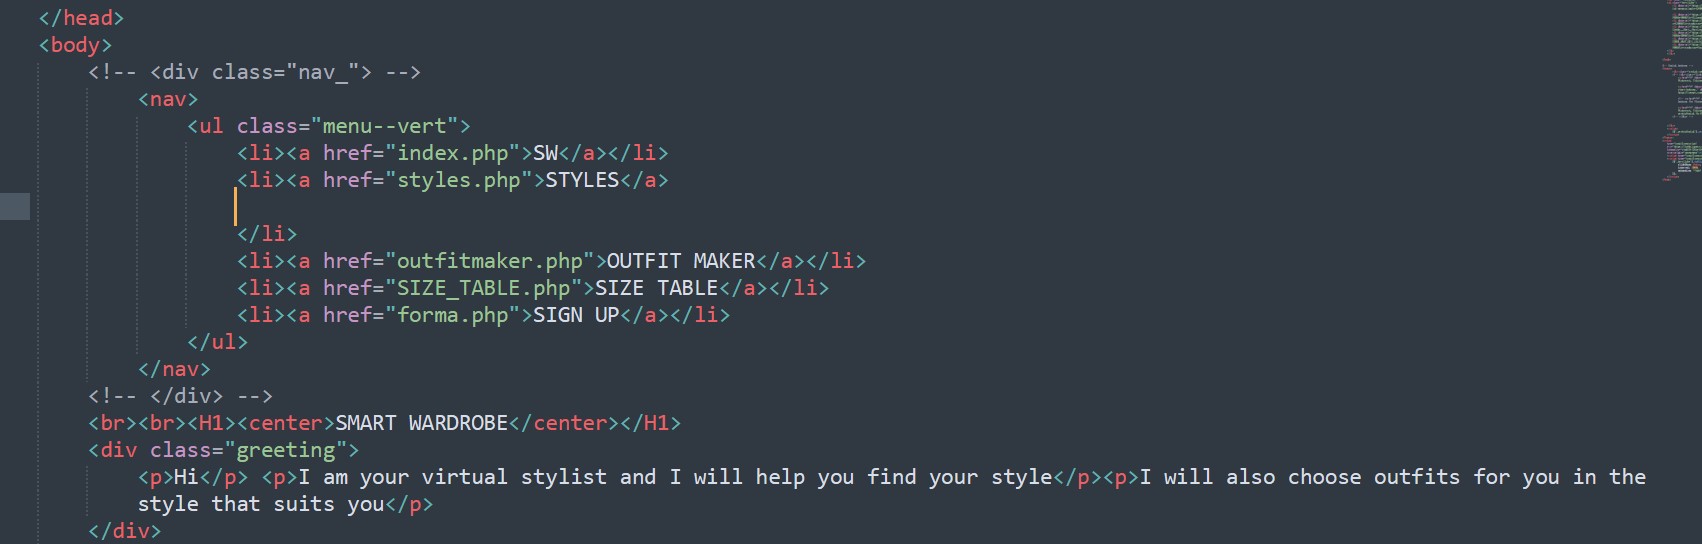 </head>
<body>
<!-- <div class="nav_"> -->
<nav>
<ul class="menu--vert">
<li><a href="index.php">SW</a></li>
<li><a href="styles.php">STYLES</a>
</li>
<li><a href="outfitmaker.php">OUTFIT MAKER</a></li>
<li><a href="SIZE_TABLE.php">SIZE TABLE</a></li>
<li><a href="forma.php">SIGN UP</a></li>
</ul>
</nav>
<!-- </div> -->
<br><br><H1><center>SMART WARDROBE</center></H1>
<div class="greeting">
<p>Hi</p> <p>I am your virtual stylist and I will help you find your style</p><p>I will also choose outfits for you in the
style that suits you</p>
</div>